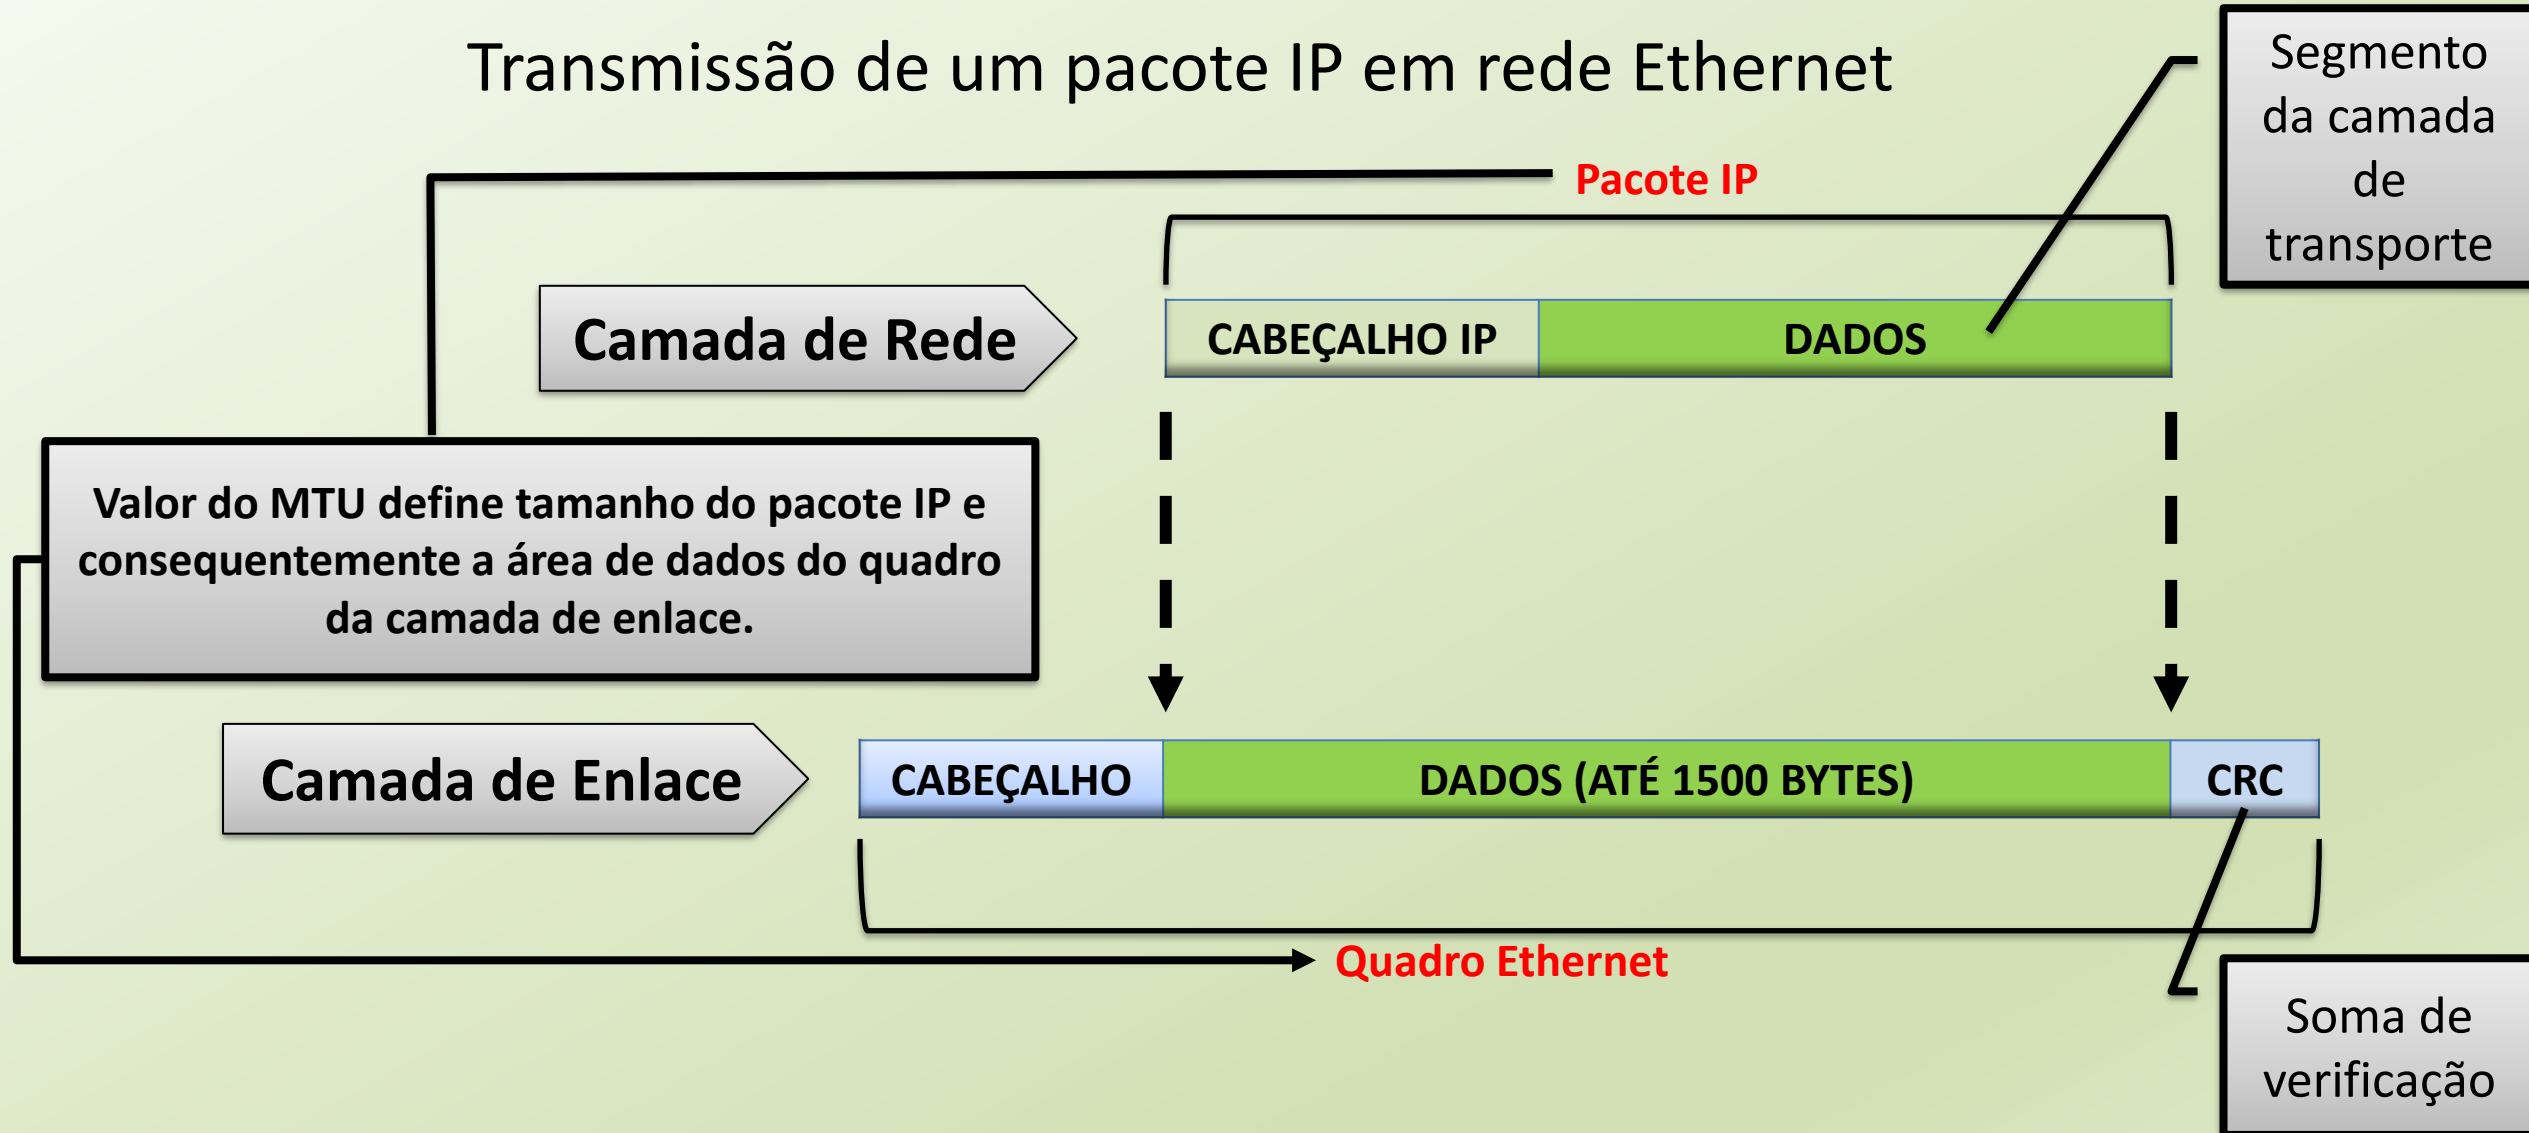 Transmissão de um pacote IP em rede Ethernet
Segmento
da camada
de
transporte
Pacote IP
Camada de Rede
CABEÇALHO IP
DADOS
Valor do MTU define tamanho do pacote IP e
consequentemente a área de dados do quadro
da camada de enlace.
Camada de Enlace
CABEÇALHO
DADOS (ATÉ 1500 BYTES)
CRC
Quadro Ethernet
Soma de
verificação